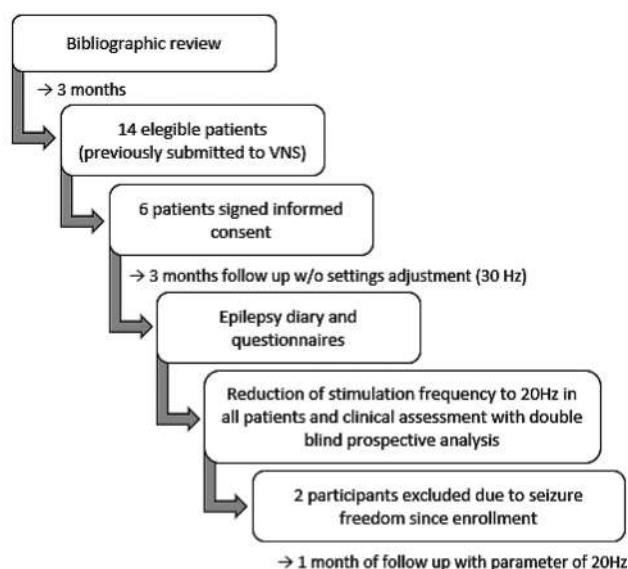 Bibliographic review
→ 3 months
14 elegible patients
(previously submitted to VNS)
6 patients signed informed
consent
→ 3 months follow up w/o settings adjustment (30 Hz)
Epilepsy diary and
questionnaires
Reduction of stimulation frequency to 20Hz in
all patients and clinical assessment with double
blind prospective analysis
2 participants excluded due to seizure
freedom since enrollment
→ 1 month of follow up with parameter of 20Hz